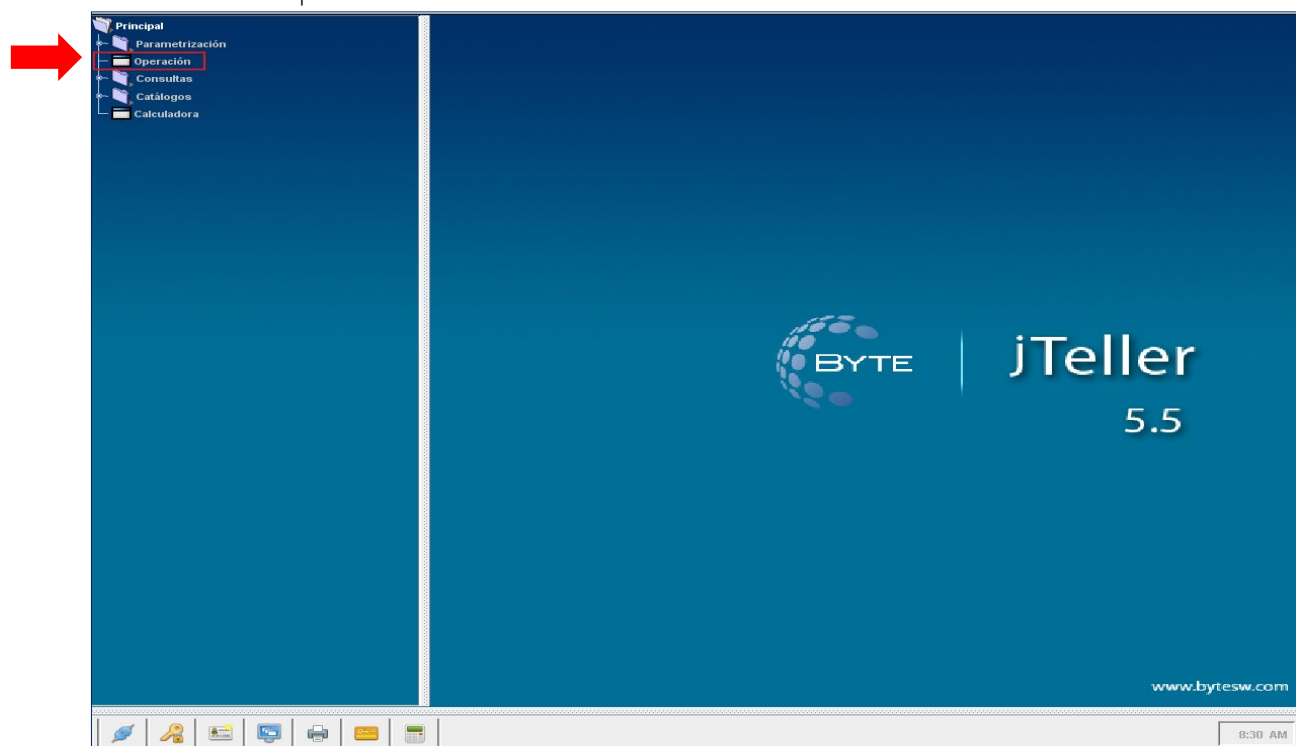 Principal
Parametrización
Operación
Consultas
Catálogos
Calculadora
BYTE
jTeller
5.5
www.bytesw.com
8:30 AM